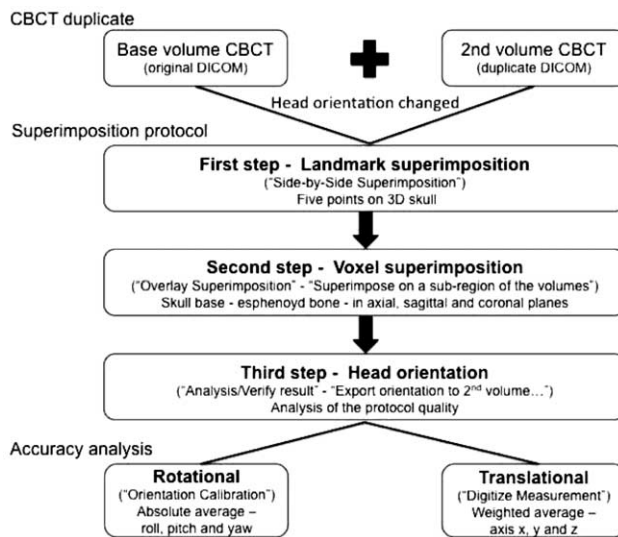 CBCT duplicate
Base volume CBCT
(original DICOM)
2nd volume CBCT
(duplicate DICOM)
Head orientation changed
Superimposition protocol
First step - Landmark superimposition
("Side-by-Side Superimposition")
Five points on 3D skull
Second step - Voxel superimposition
("Overlay Superimposition" - "Superimpose on a sub-region of the volumes")
Skull base - esphenoyd bone - in axial, sagittal and coronal planes
Third step - Head orientation
("Analysis/Verify result" - "Export orientation to 2nd volume...")
Analysis of the protocol quality
Accuracy analysis
Rotational
("Orientation Calibration")
Absolute average –
roll, pitch and yaw
Translational
("Digitize Measurement")
Weighted average –
axis x, y and z